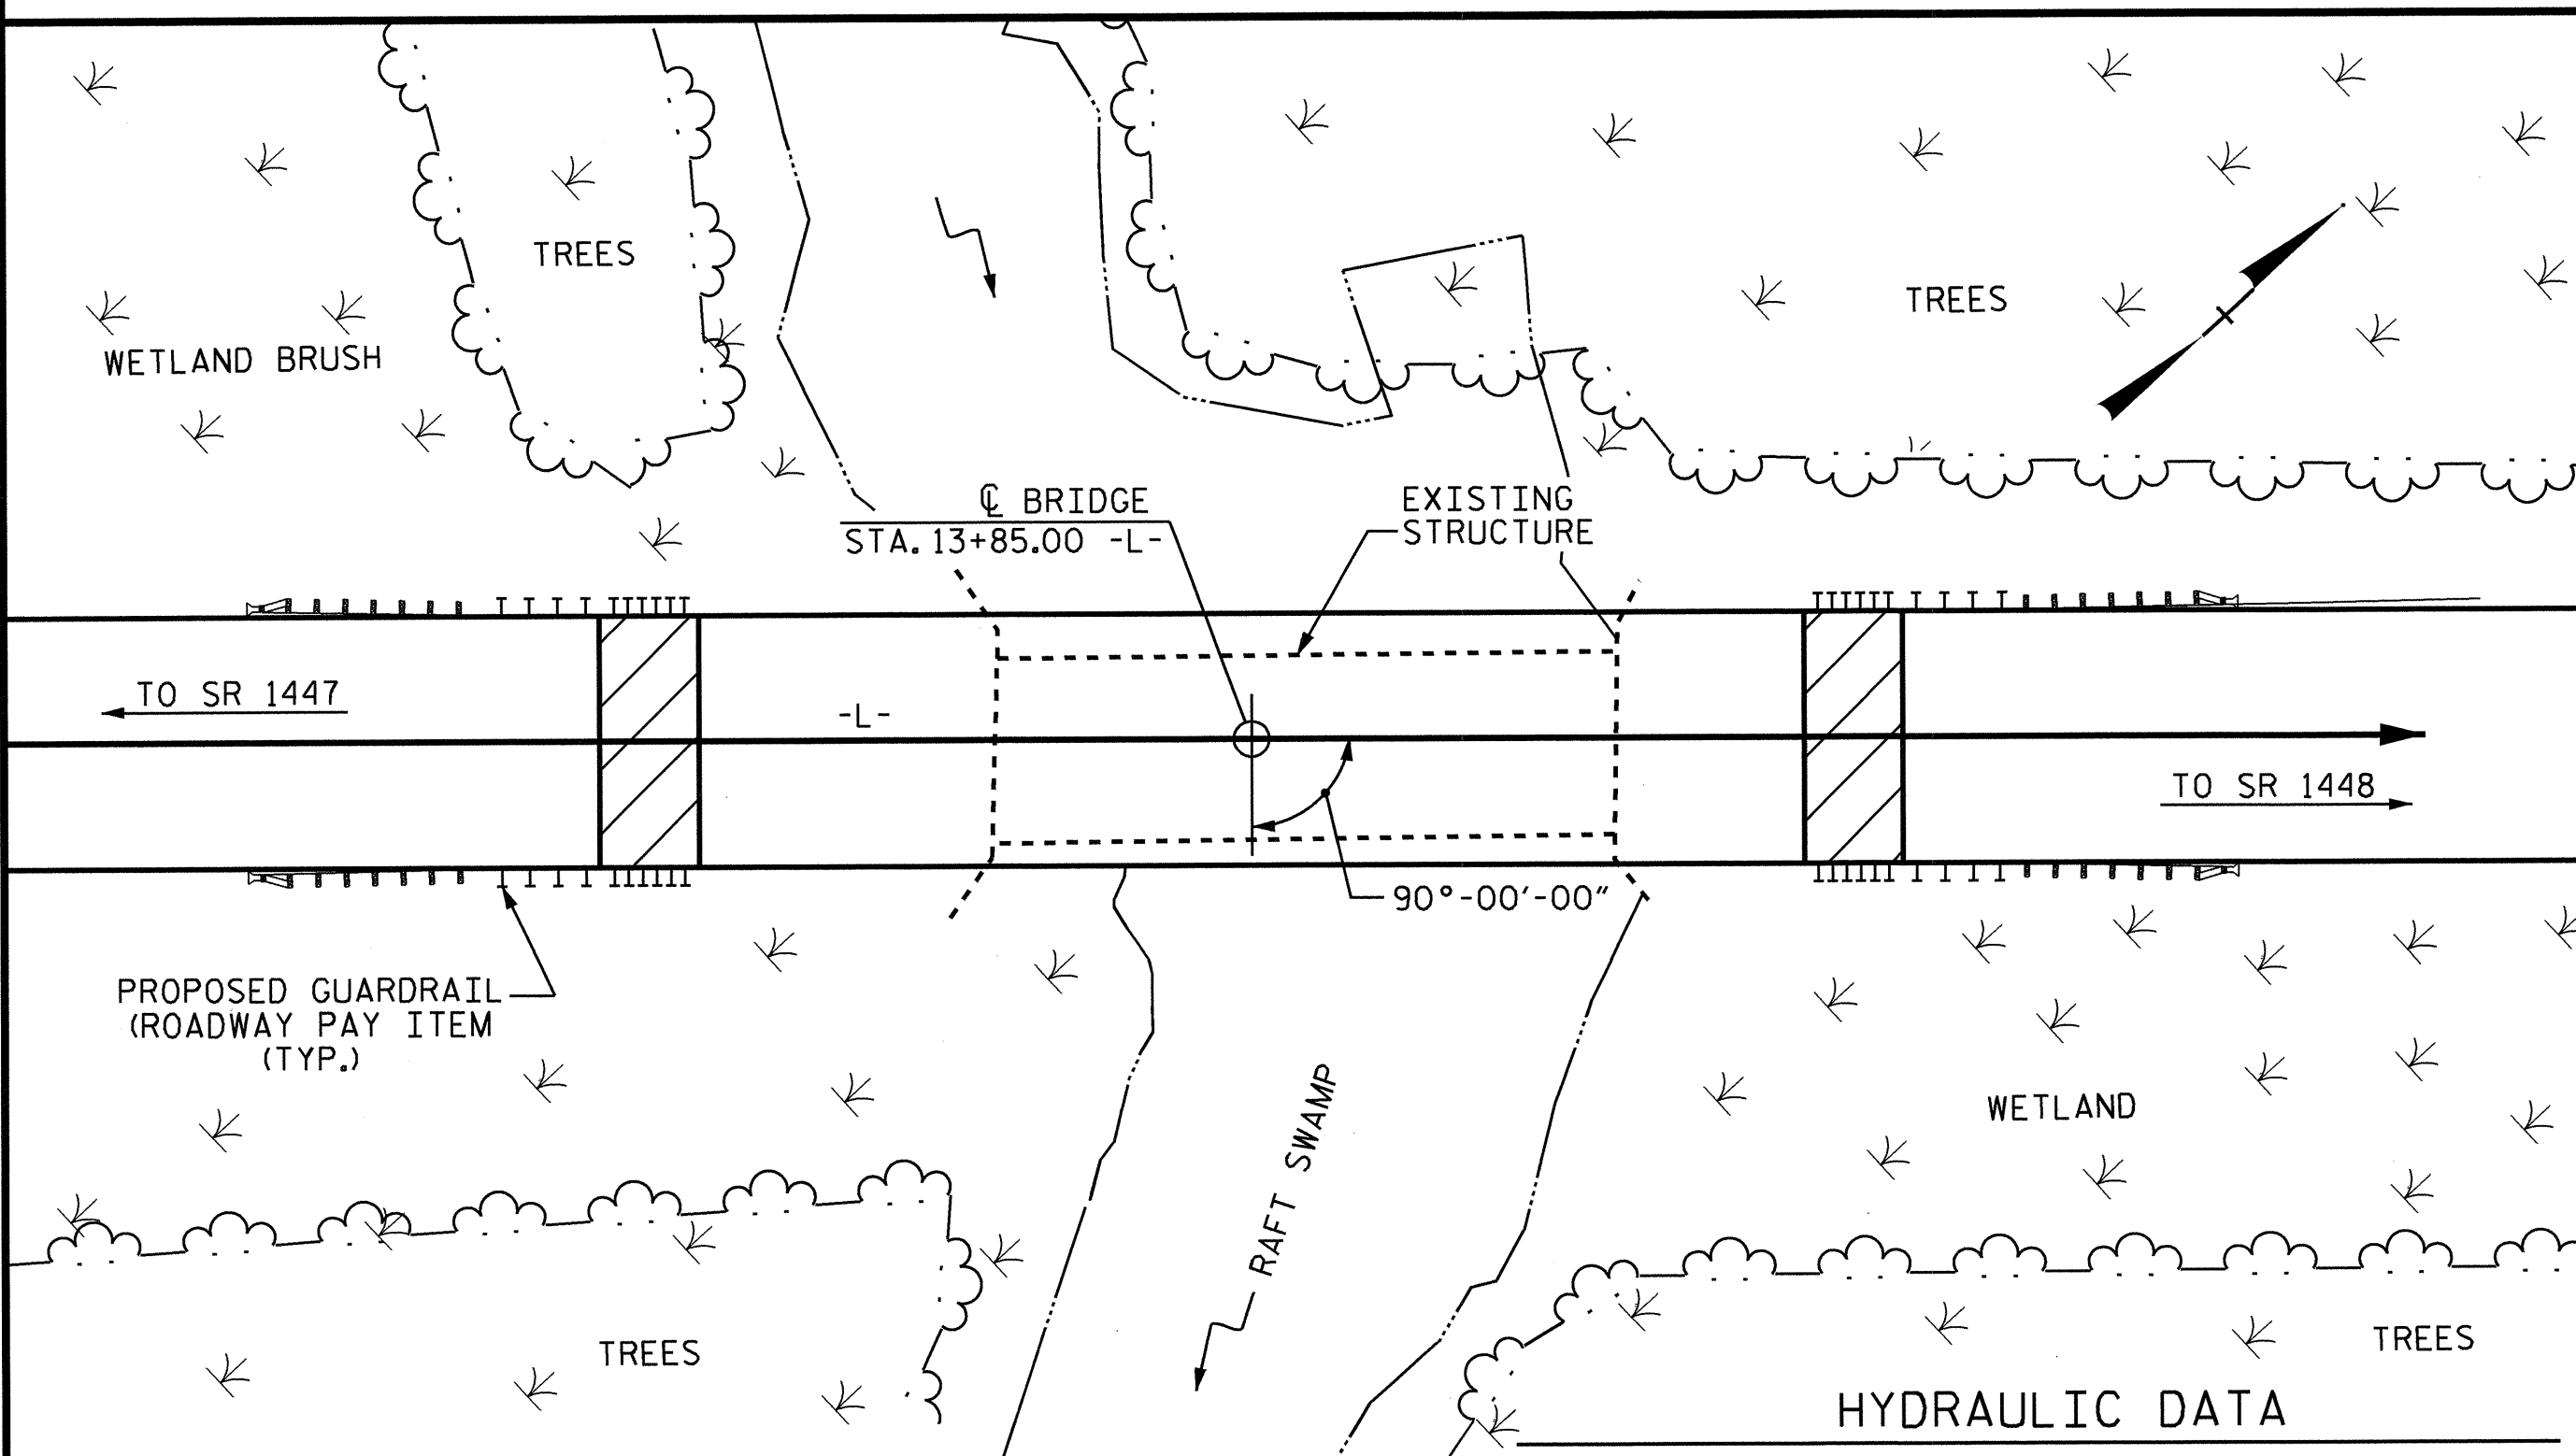 TREES
TREES
WETLAND BRUSH
℄ BRIDGE
STA. 13+85.00 -L-
EXISTING
STRUCTURE
TO SR 1447
-L-
TO SR 1448
90°-00'-00"
PROPOSED GUARDRAIL
(ROADWAY PAY ITEM
(TYP.)
RAFT SWAMP
WETLAND
TREES
TREES
HYDRAULIC DATA